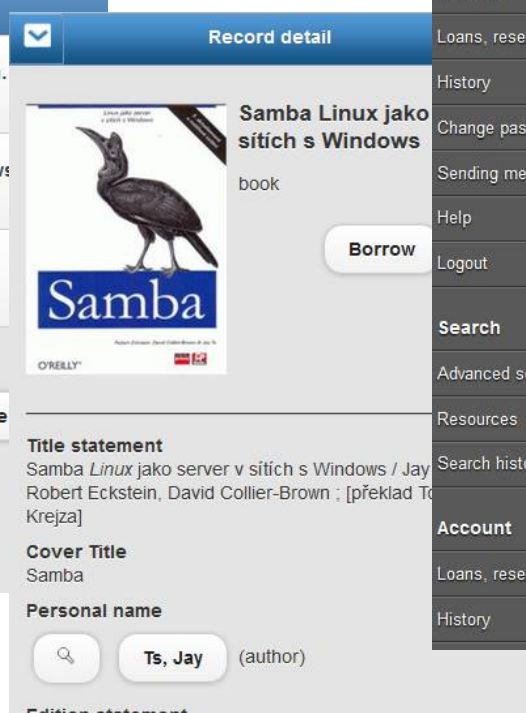 Record detail
Samba Linux jako
sítích s Windows
book
Borrow
Linux jako server
v sítích s Windows
Samba
O'REILLY'
Title statement
Samba Linux jako server v sítích s Windows / Jay
Robert Eckstein, David Collier-Brown ; [překlad
Krejza]
Cover Title
Samba
Personal name
Ts, Jay (author)
Edition statement
Loans, rese
History
Change pas
Sending me
Help
Logout
Search
Advanced s
Resources
Search hist
Account
Loans, rese
History